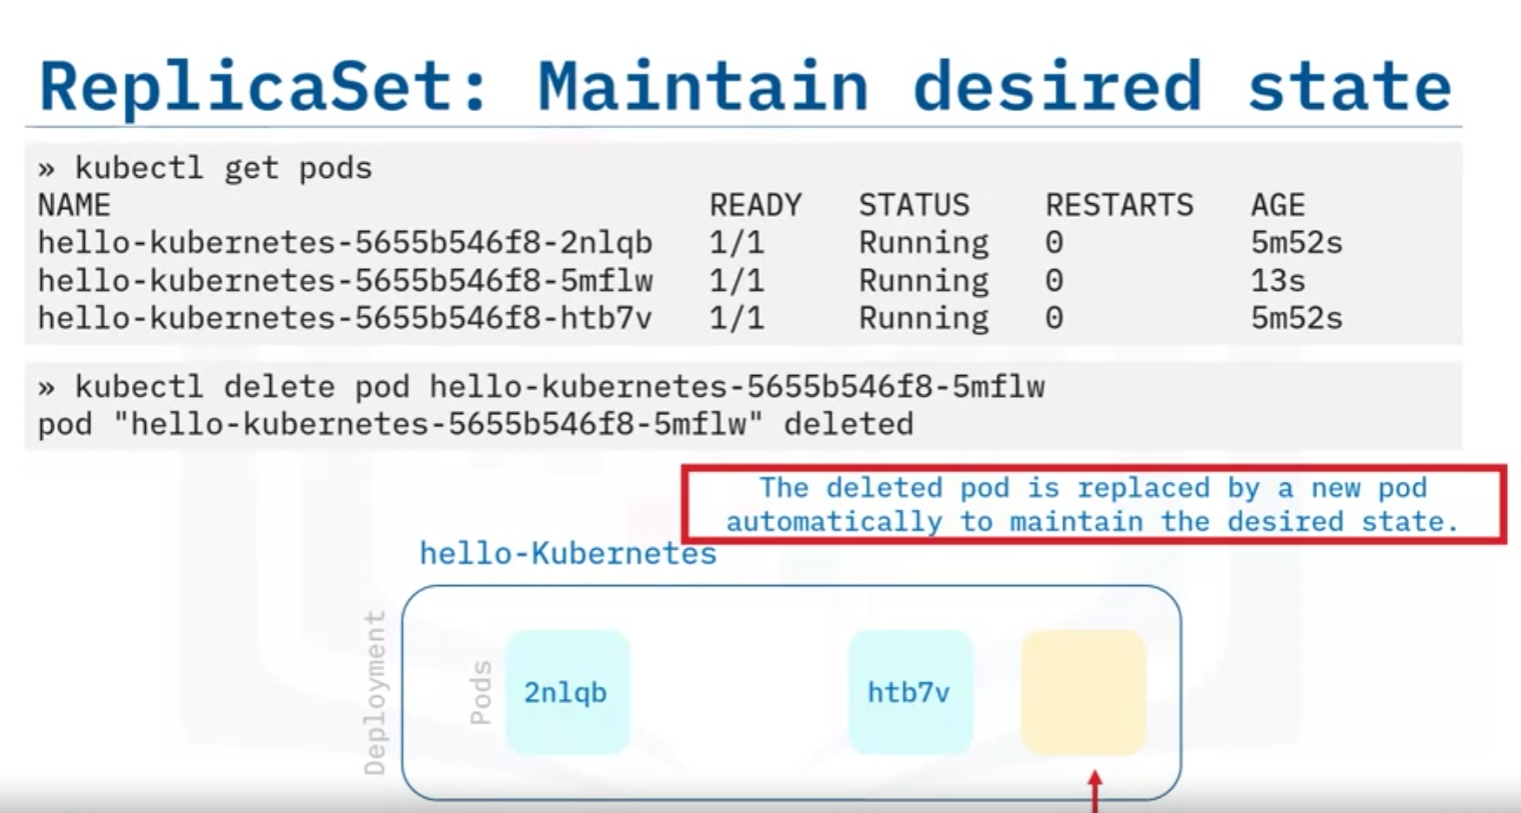 ReplicaSet: Maintain desired state
» kubectl get pods
NAME READY STATUS RESTARTS AGE
hello-kubernetes-5655b546f8-2nlqb 1/1 Running 0 5m52s
hello-kubernetes-5655b546f8-5mflw 1/1 Running 0 13s
hello-kubernetes-5655b546f8-htb7v 1/1 Running 0 5m52s
» kubectl delete pod hello-kubernetes-5655b546f8-5mflw
pod "hello-kubernetes-5655b546f8-5mflw" deleted
The deleted pod is replaced by a new pod
automatically to maintain the desired state.
hello-Kubernetes
Deployment
Pods
2nlqb
htb7v